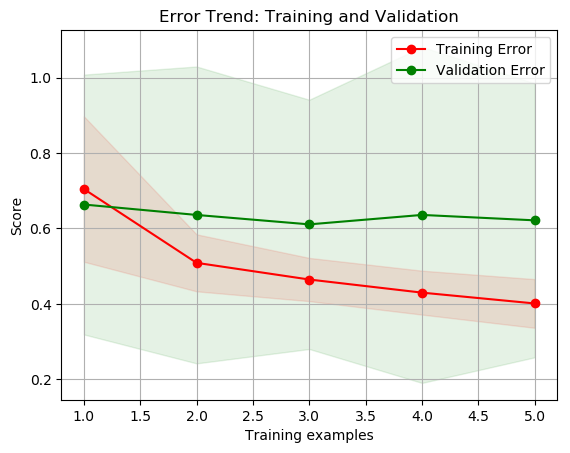 Error Trend: Training and Validation
Training Error
Validation Error
Score
1.0
0.8
0.6
0.4
0.2
1.0 1.5 2.0 2.5 3.0 3.5 4.0 4.5 5.0
Training examples